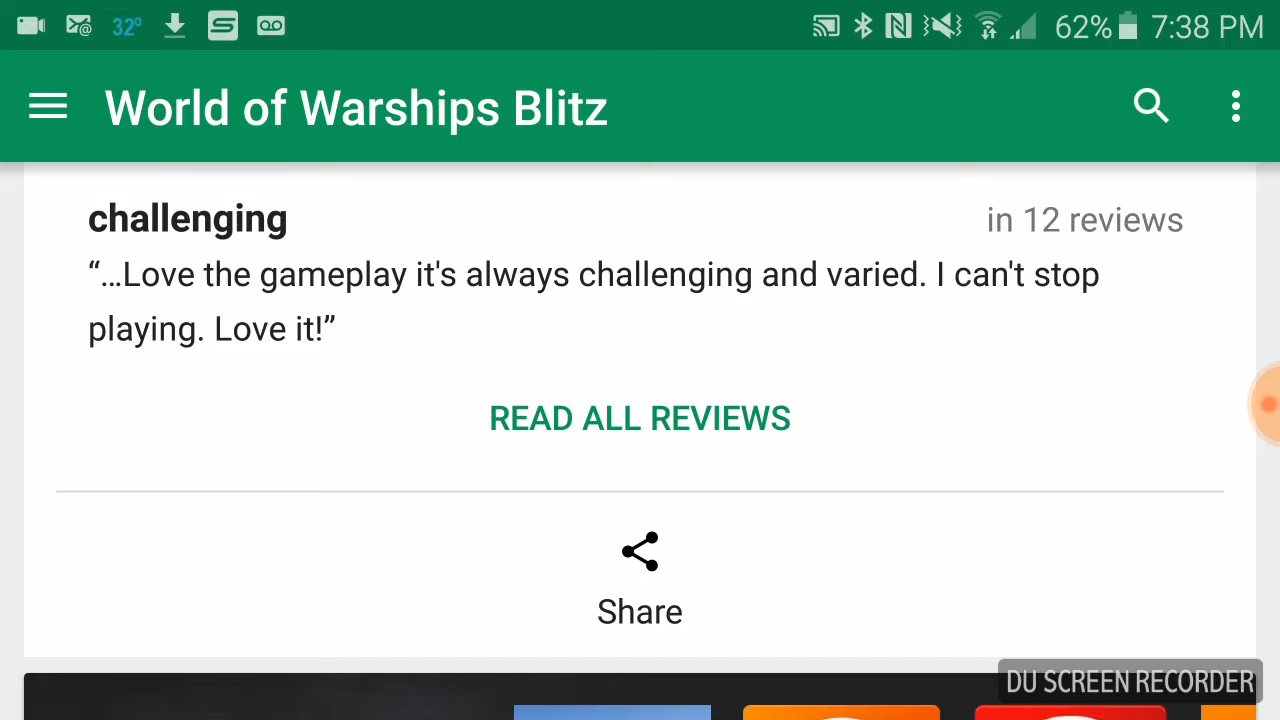 32° 62% 7:38 PM
World of Warships Blitz
challenging in 12 reviews
“...Love the gameplay it's always challenging and varied. I can't stop
playing. Love it!”
READ ALL REVIEWS
Share
DU SCREEN RECORDER